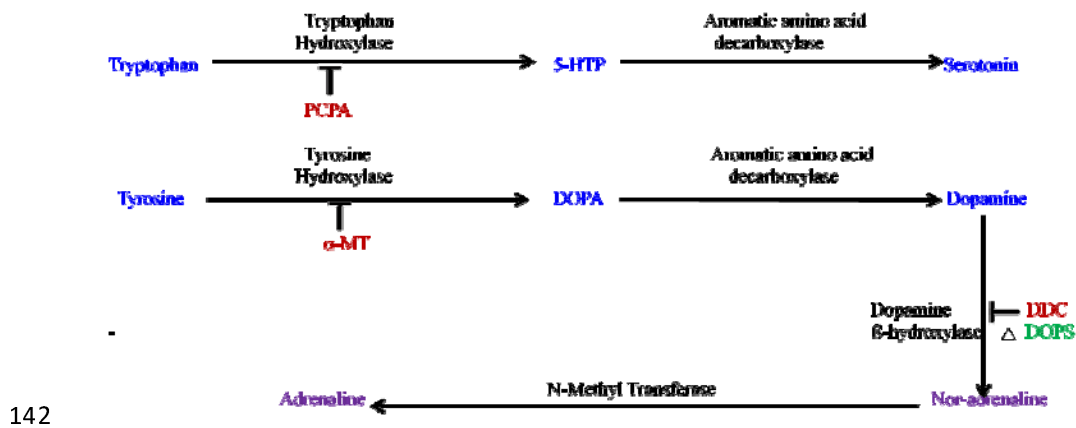 Tryptophan
Hydroxylase
Aromatic amino acid
decarboxylase
Tryptophan
5-HTP
Serotonin
PCPA
Tyrosine
Hydroxylase
Aromatic amino acid
decarboxylase
Tyrosine
DOPA
Dopamine
α-MT
Dopamine
ß-hydroxylase
DDC
△ DOPS
-
N-Methyl Transferase
Adrenaline
Nor-adrenaline
142